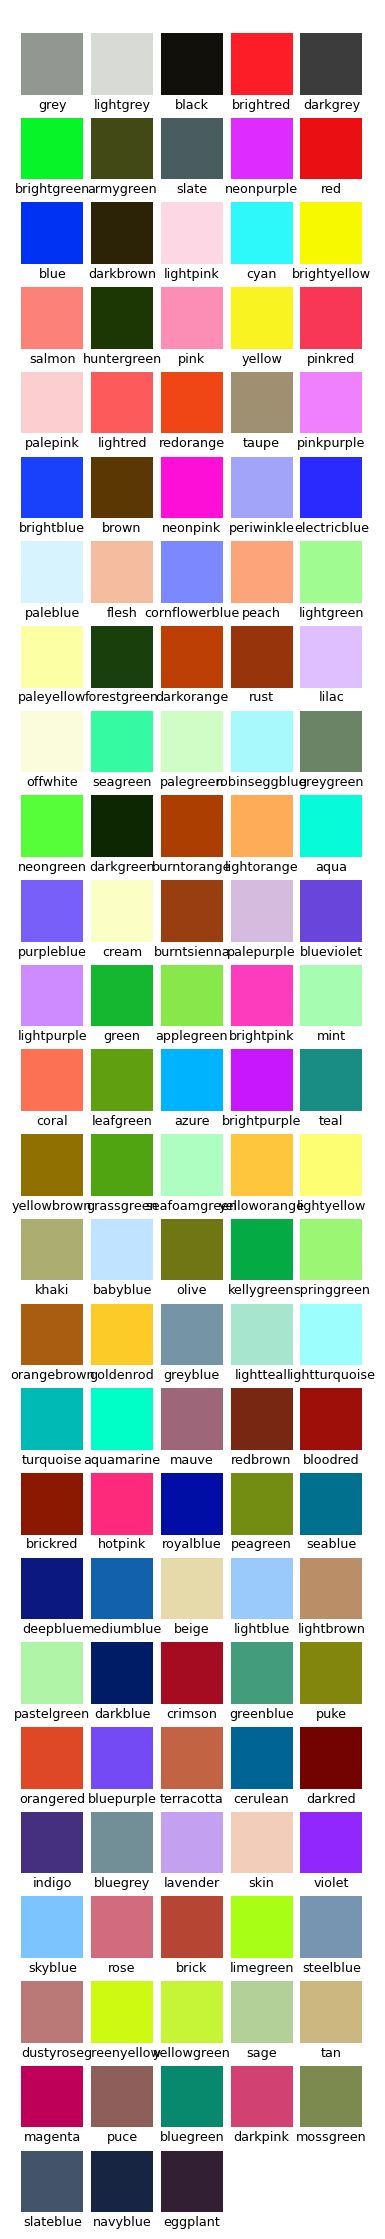 grey lightgrey black brightred darkgrey
brightgreen armygreen slate neonpurple red
blue darkbrown lightpink cyan brightyellow
salmon huntergreen pink yellow pinkred
palepink lightred redorange taupe pinkpurple
brightblue brown neonpink periwinkle electricblue
paleblue flesh cornflowerblue peach lightgreen
paleyellow forestgreen darkorange rust lilac
offwhite seagreen palegreen robinseggblue greygreen
neongreen darkgreen burntorange lightorange aqua
purpleblue cream burntsienna palepurple blueviolet
lightpurple green applegreen brightpink mint
coral leafgreen azure brightpurple teal
yellowbrown grassgreen seafoamgreen yelloworange lightyellow
khaki babyblue olive kellygreen springgreen
orangebrown goldenrod greyblue lightteal lightturquoise
turquoise aquamarine mauve redbrown bloodred
brickred hotpink royalblue peagreen seablue
deepblue mediumblue beige lightblue lightbrown
pastelgreen darkblue crimson greenblue puke
orangered bluepurple terracotta cerulean darkred
indigo bluegrey lavender skin violet
skyblue rose brick limegreen steelblue
dustyrose greenyellow yellowgreen sage tan
magenta puce bluegreen darkpink mossgreen
slateblue navyblue eggplant